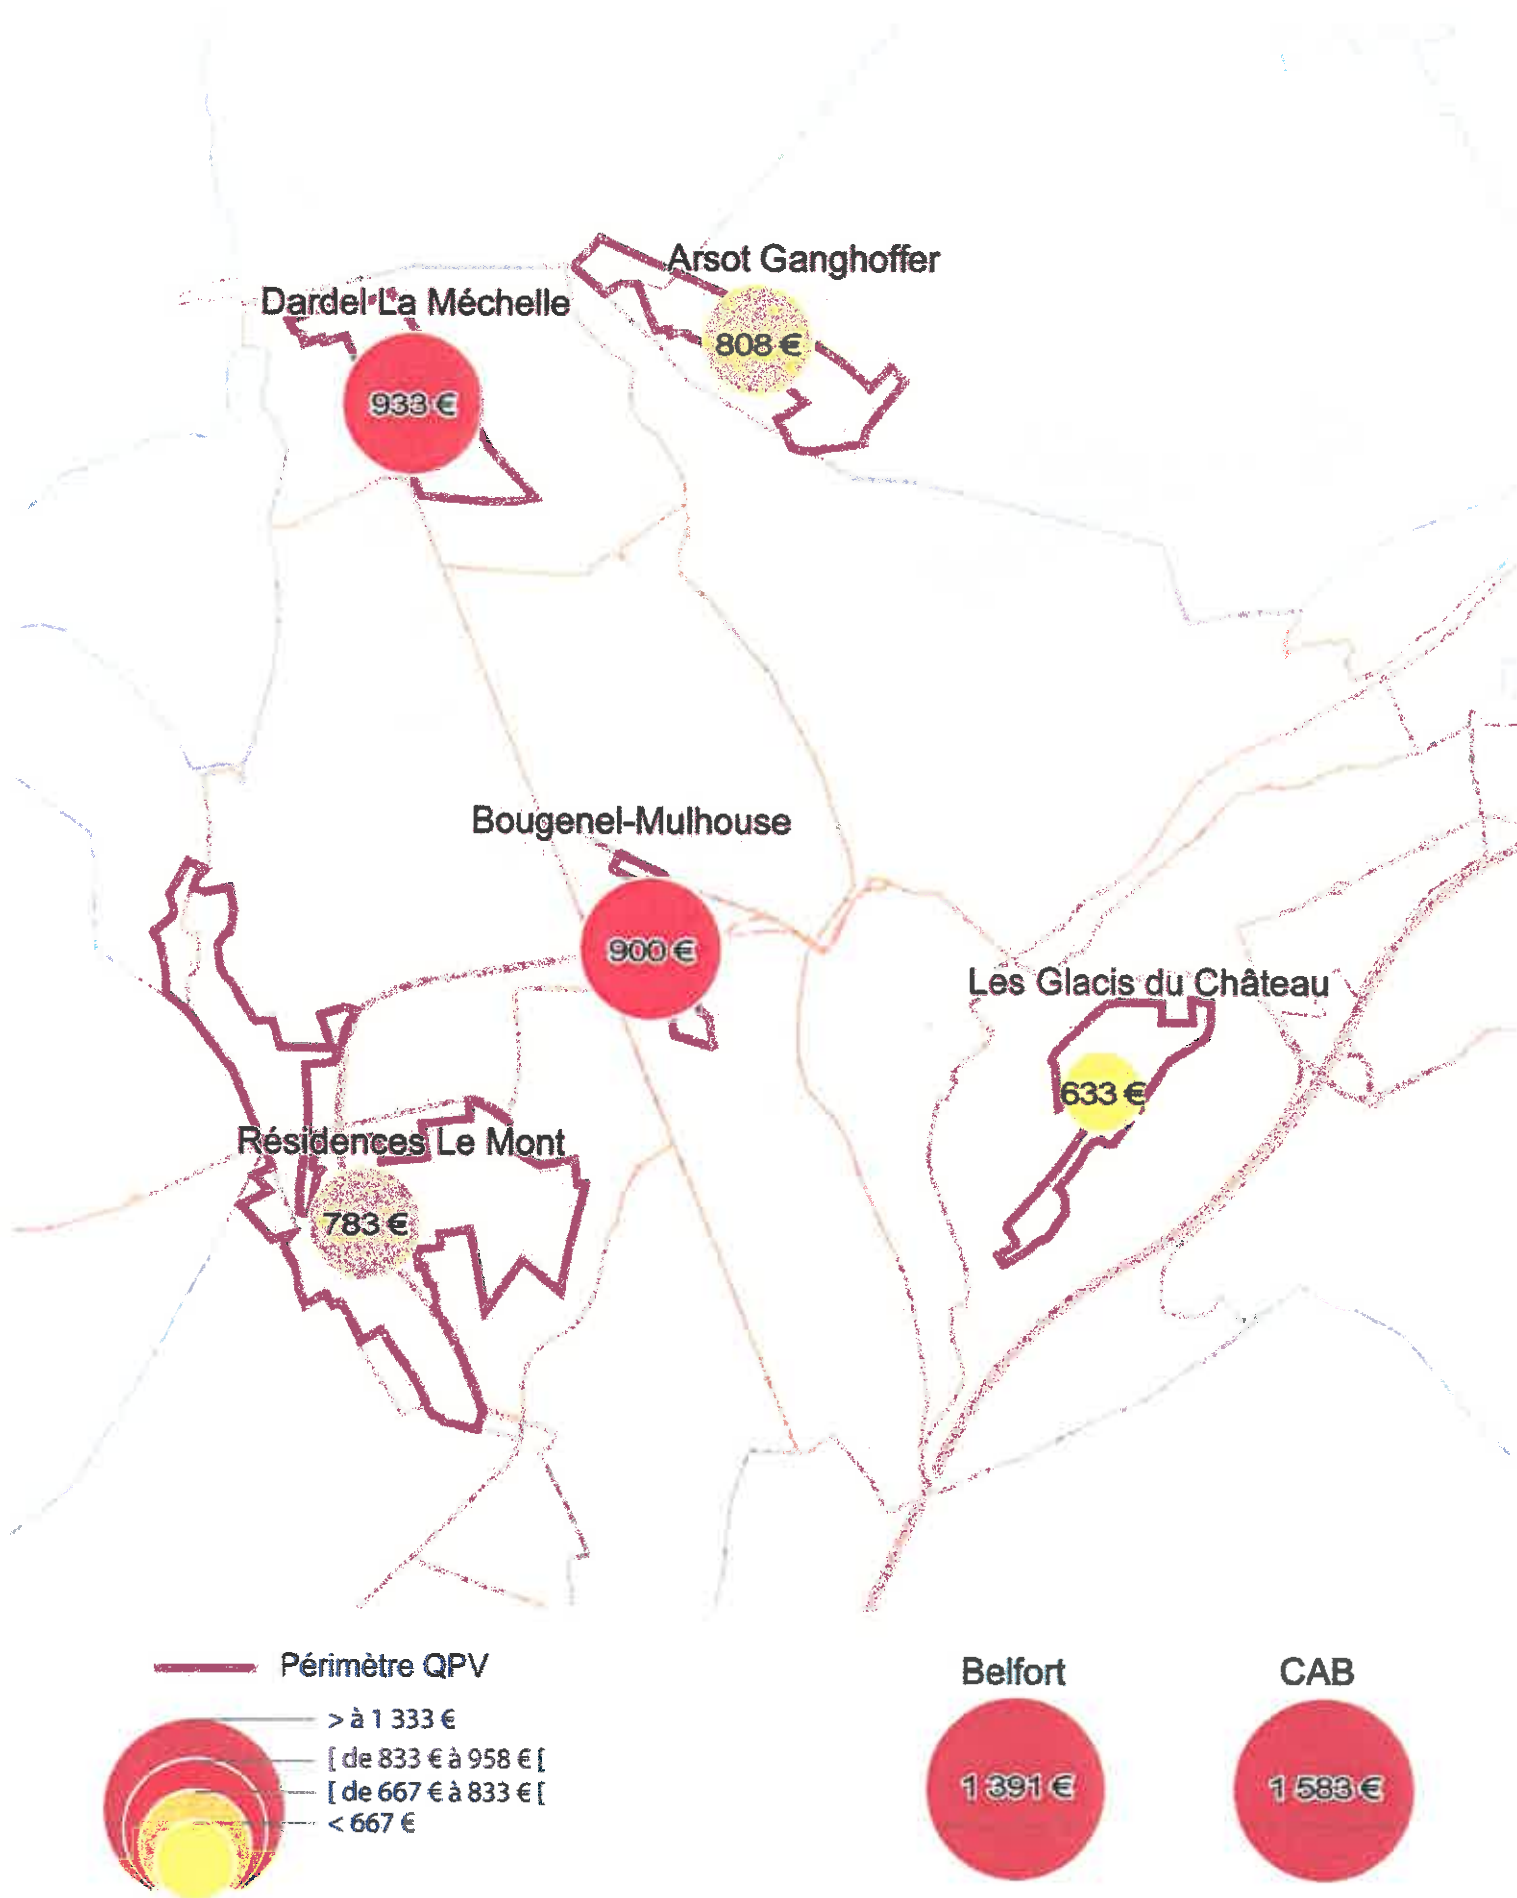 Arsot Ganghoffer
Dardel La Méchelle
808 €
933 €
Bougenel-Mulhouse
900 €
Les Glacis du Château
633 €
Résidences Le Mont
783 €
Périmètre QPV
> à 1 333 €
[ de 833 € à 958 € [
[ de 667 € à 833 € [
< 667 €
Belfort
CAB
1 391 €
1 583 €